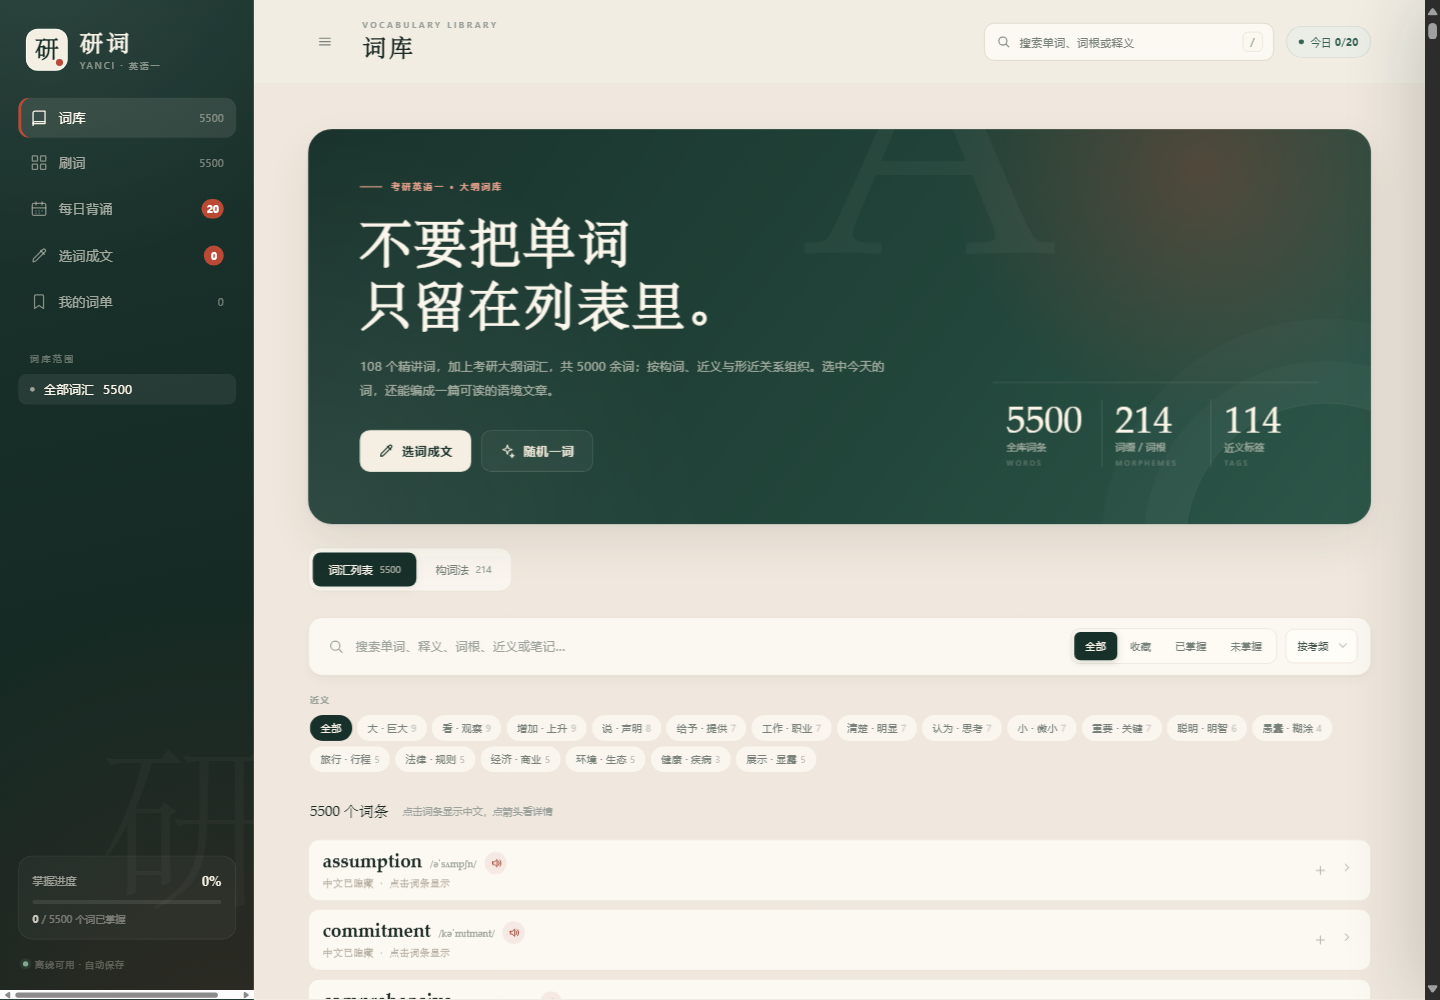 研
研词
YANCI · 英语一
词库 5500
刷词 5500
每日背诵 20
选词成文 0
我的词单 0
词库范围
全部词汇 5500
研
掌握进度 0%
0 / 5500 个词已掌握
离线可用 · 自动保存
VOCABULARY LIBRARY
词库
搜索单词、词根或释义 /
今日 0/20
A
考研英语一 • 大纲词库
不要把单词
只留在列表里。
108 个精讲词，加上考研大纲词汇，共 5000 余词；按构词、近义与形近关系组织。选中今天的
词，还能编成一篇可读的语境文章。
选词成文 随机一词
5500 214 114
全库词条 词缀 / 词根 近义标签
WORDS MORPHEMES TAGS
词汇列表 5500 构词法 214
搜索单词、释义、词根、近义或笔记...
全部 收藏 已掌握 未掌握 按考频
近义
全部 大 · 巨大 9 看 · 观察 9 增加 · 上升 9 说 · 声明 8 给予 · 提供 7 工作 · 职业 7 清楚 · 明显 7 认为 · 思考 7 小 · 微小 7 重要 · 关键 7 聪明 · 明智 6 愚蠢 · 糊涂 4
旅行 · 行程 5 法律 · 规则 5 经济 · 商业 5 环境 · 生态 5 健康 · 疾病 3 展示 · 显露 5
5500 个词条 点击词条显示中文，点箭头看详情
assumption /əˈsʌmpʃn/
中文已隐藏 · 点击词条显示
commitment /kəˈmɪtmənt/
中文已隐藏 · 点击词条显示
comprehensive